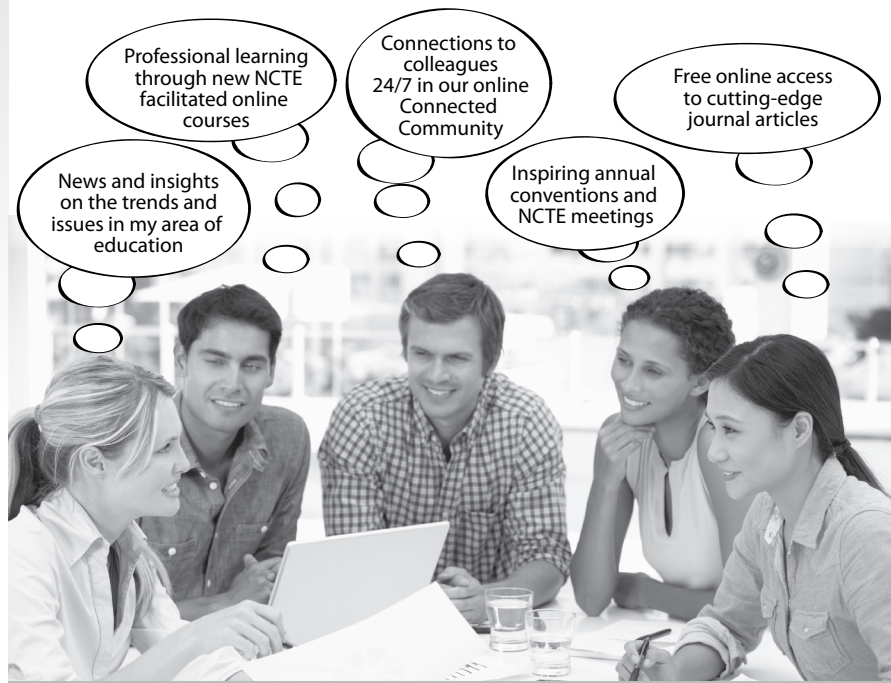 News and insights
on the trends and
issues in my area of
education
Professional learning
through new NCTE
facilitated online
courses
Connections to
colleagues
24/7 in our online
Connected
Community
Inspiring annual
conventions and
NCTE meetings
Free online access
to cutting-edge
journal articles